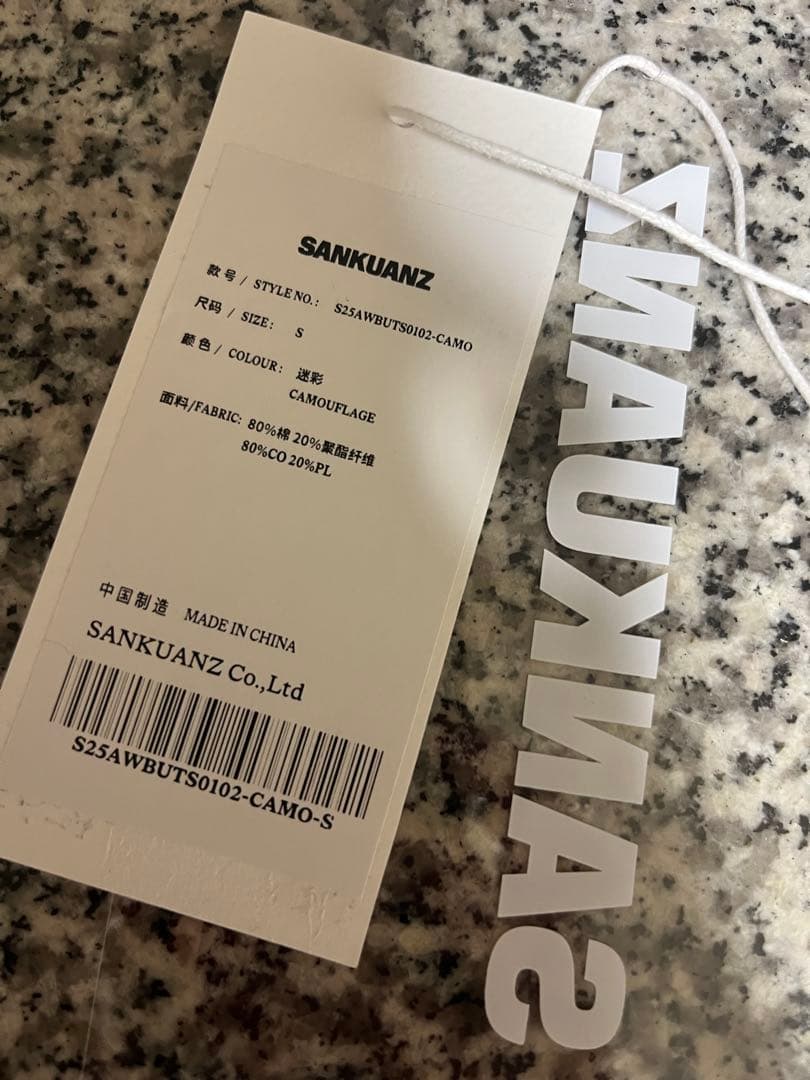 SANKUANZ
款号 / STYLE NO.: S25AWBUTS0102-CAMO
尺码 / SIZE: S
颜色 / COLOUR: 迷彩
CAMOUFLAGE
面料/FABRIC: 80%棉 20%聚酯纤维
80%CO 20%PL
中国制造 MADE IN CHINA
SANKUANZ Co.,Ltd
S25AWBUTS0102-CAMO-S
SANKUANZ